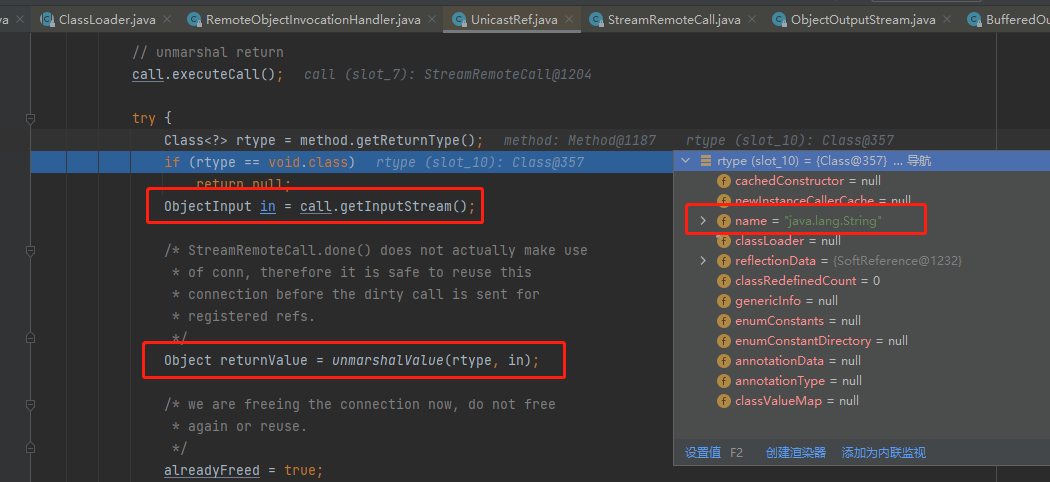 ClassLoader.java
RemoteObjectInvocationHandler.java
UnicastRef.java
StreamRemoteCall.java
ObjectOutputStream.java
BufferedOu
// unmarshal return
call.executeCall(); call (slot_7): StreamRemoteCall@1204
try {
Class<?> rtype = method.getReturnType(); method: Method@1187 rtype (slot_10): Class@357
if (rtype == void.class) rtype (slot_10): Class@357
return null;
ObjectInput in = call.getInputStream();
/* StreamRemoteCall.done() does not actually make use
* of conn, therefore it is safe to reuse this
* connection before the dirty call is sent for
* registered refs.
*/
Object returnValue = unmarshalValue(rtype, in);
/* we are freeing the connection now, do not free
* again or reuse.
*/
alreadyFreed = true;
rtype (slot_10) = {Class@357} ... 导航
cachedConstructor = null
newInstanceCallerCache = null
name = "java.lang.String"
classLoader = null
reflectionData = {SoftReference@1232}
classRedefinedCount = 0
genericInfo = null
enumConstants = null
enumConstantDirectory = null
annotationData = null
annotationType = null
classValueMap = null
设置值 F2 创建渲染器 添加为内联监视